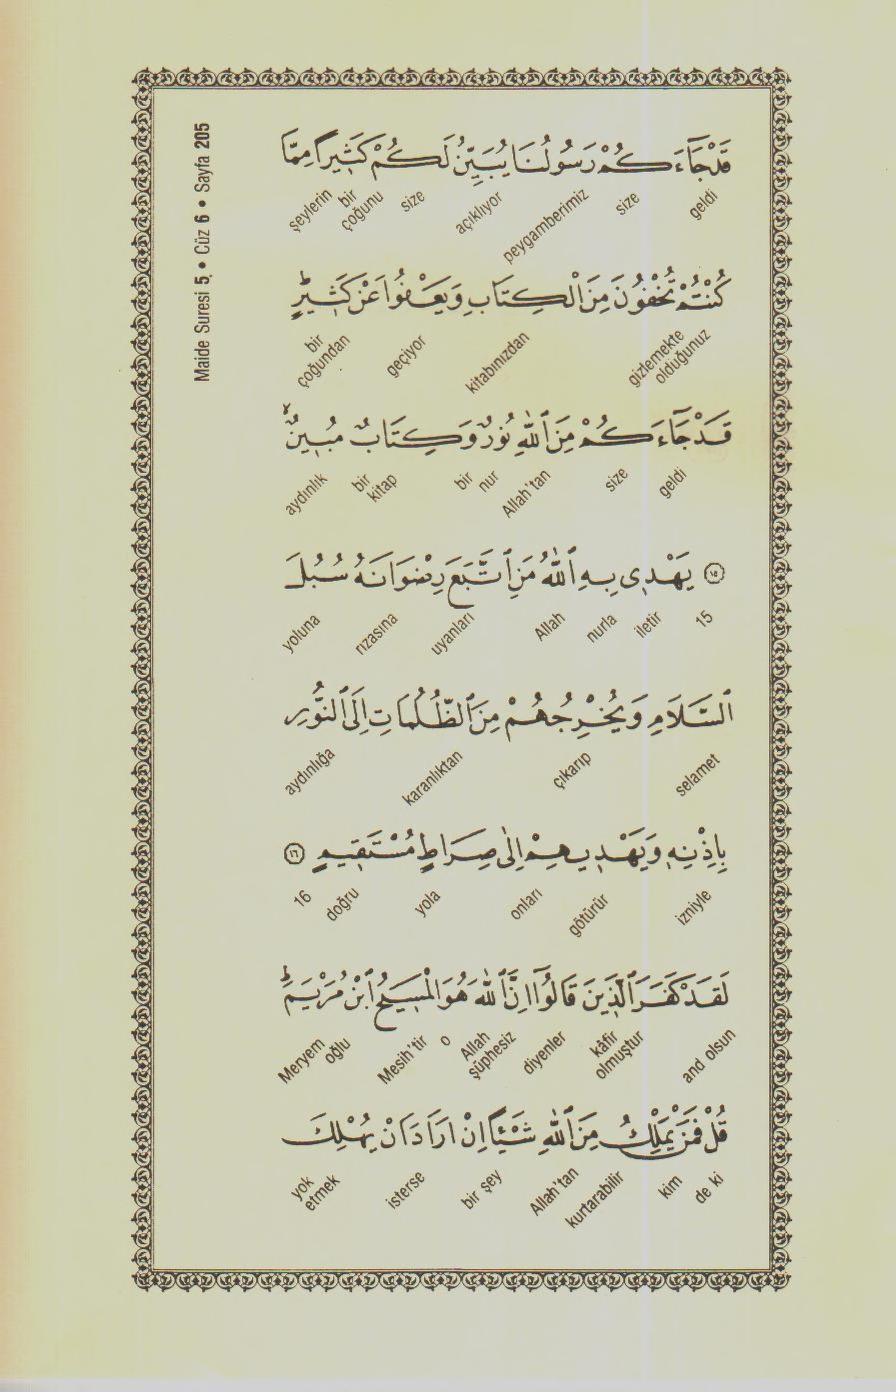 Maide Suresi 5 • Cüz 6 • Sayfa 205
قَدْ جَٓاءَكُمْ رَسُولُنَا يُبَيِّنُ لَكُمْ كَث۪يراً مِمَّا
geldi size peygamberimiz açıklıyor size bir çoğunu şeylerin
كُنْتُمْ تُخْفُونَ مِنَ الْكِتَابِ وَيَعْفُوا عَنْ كَث۪يرٍۜ
gizlemekte olduğunuz kitabınızdan geçiyor bir çoğundan
قَدْ جَٓاءَكُمْ مِنَ اللّٰهِ نُورٌ وَكِتَابٌ مُب۪ينٌۙ
geldi size Allah'tan nur bir bir kitap aydınlık
﴿١٥﴾ يَهْد۪ي بِهِ اللّٰهُ مَنِ اتَّبَعَ رِضْوَانَهُ سُبُلَ
15 iletir nurla Allah uyanları rızasına yoluna
السَّلَامِ وَيُخْرِجُهُمْ مِنَ الظُّلُمَاتِ اِلَى النُّورِ
selamet çıkarıp karanlıktan aydınlığa
بِاِذْنِه۪ وَيَهْد۪يهِمْ اِلٰى صِرَاطٍ مُسْتَق۪يمٍ ﴿١٦﴾
izniyle götürür onları yola doğru 16
لَقَدْ كَفَرَ الَّذ۪ينَ قَالُٓوا اِنَّ اللّٰهَ هُوَ الْمَس۪يحُ ابْنُ مَرْيَمَۜ
and olsun kâfir olmuştur diyenler Allah şüphesiz o Mesih'tir Meryem oğlu
قُلْ فَمَنْ يَمْلِكُ مِنَ اللّٰهِ شَيْـٔاً اِنْ اَرَادَ اَنْ يُهْلِكَ
de ki kim kurtarabilir Allah'tan bir şey isterse yok etmek